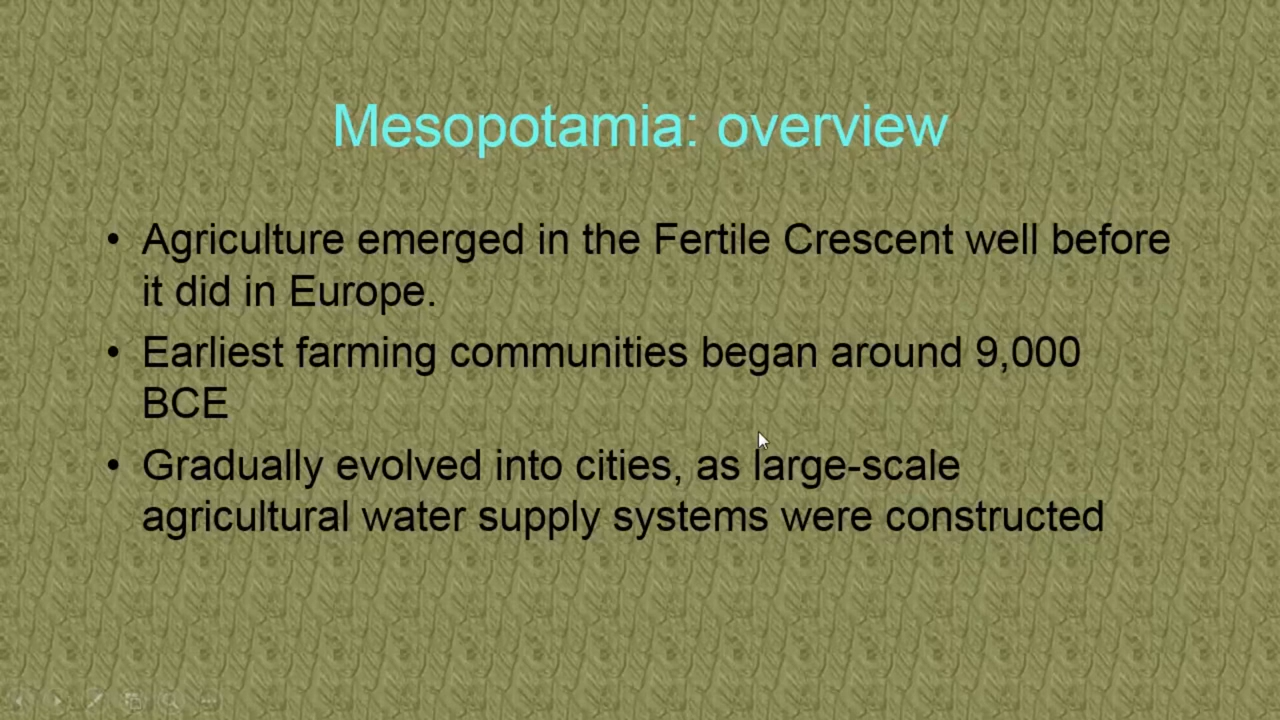 Mesopotamia: overview
• Agriculture emerged in the Fertile Crescent well before
it did in Europe.
• Earliest farming communities began around 9,000
BCE
• Gradually evolved into cities, as large-scale
agricultural water supply systems were constructed